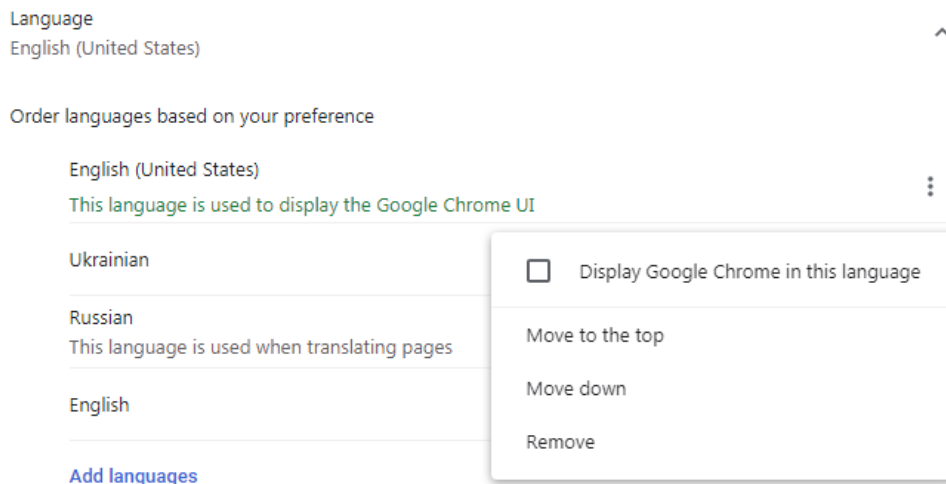 Language
English (United States)
Order languages based on your preference
English (United States)
This language is used to display the Google Chrome UI
Ukrainian
Display Google Chrome in this language
Russian
This language is used when translating pages
Move to the top
Move down
English
Remove
Add languages